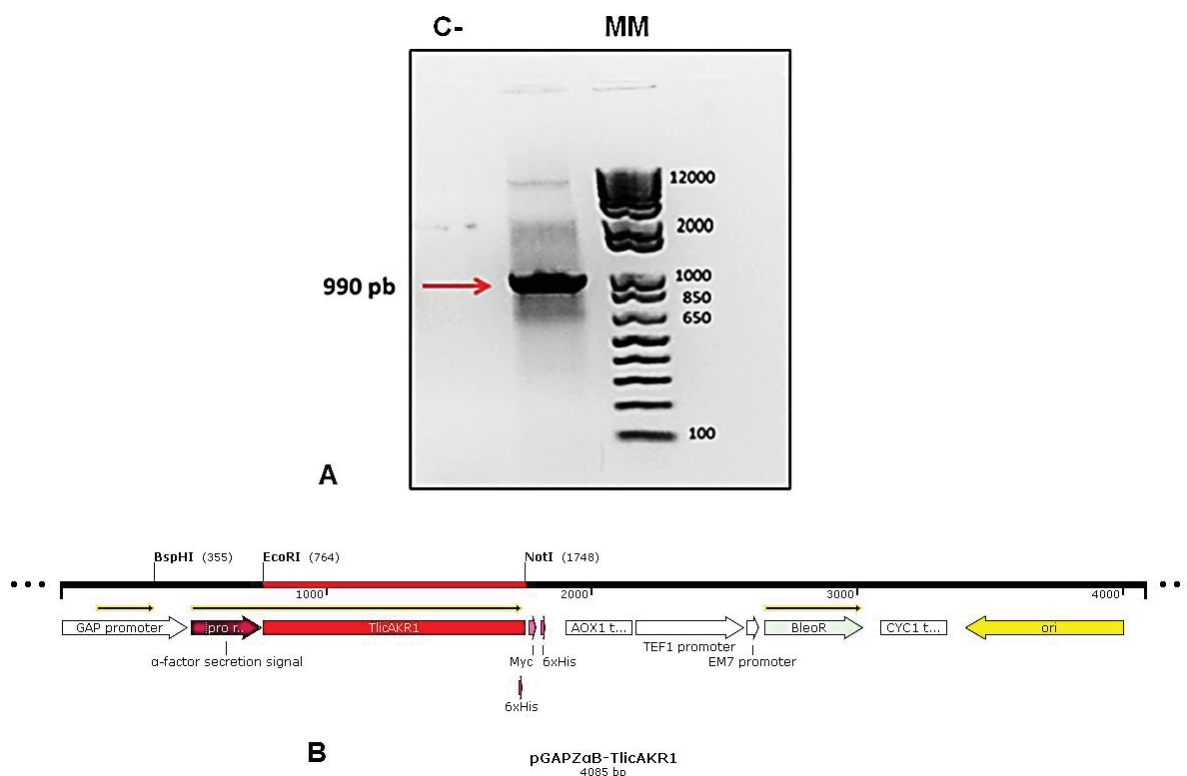 C- MM
12000
2000
990 pb
1000
850
650
100
A
BspHI (355) EcoRI (764) NotI (1748)
1000 2000 3000 4000
GAP promoter pro r.. TlicAKR1 AOX1 t... BleoR CYC1 t... ori
TEF1 promoter
α-factor secretion signal Myc 6xHis EM7 promoter
6xHis
B
pGAPZαB-TlicAKR1
4085 bp